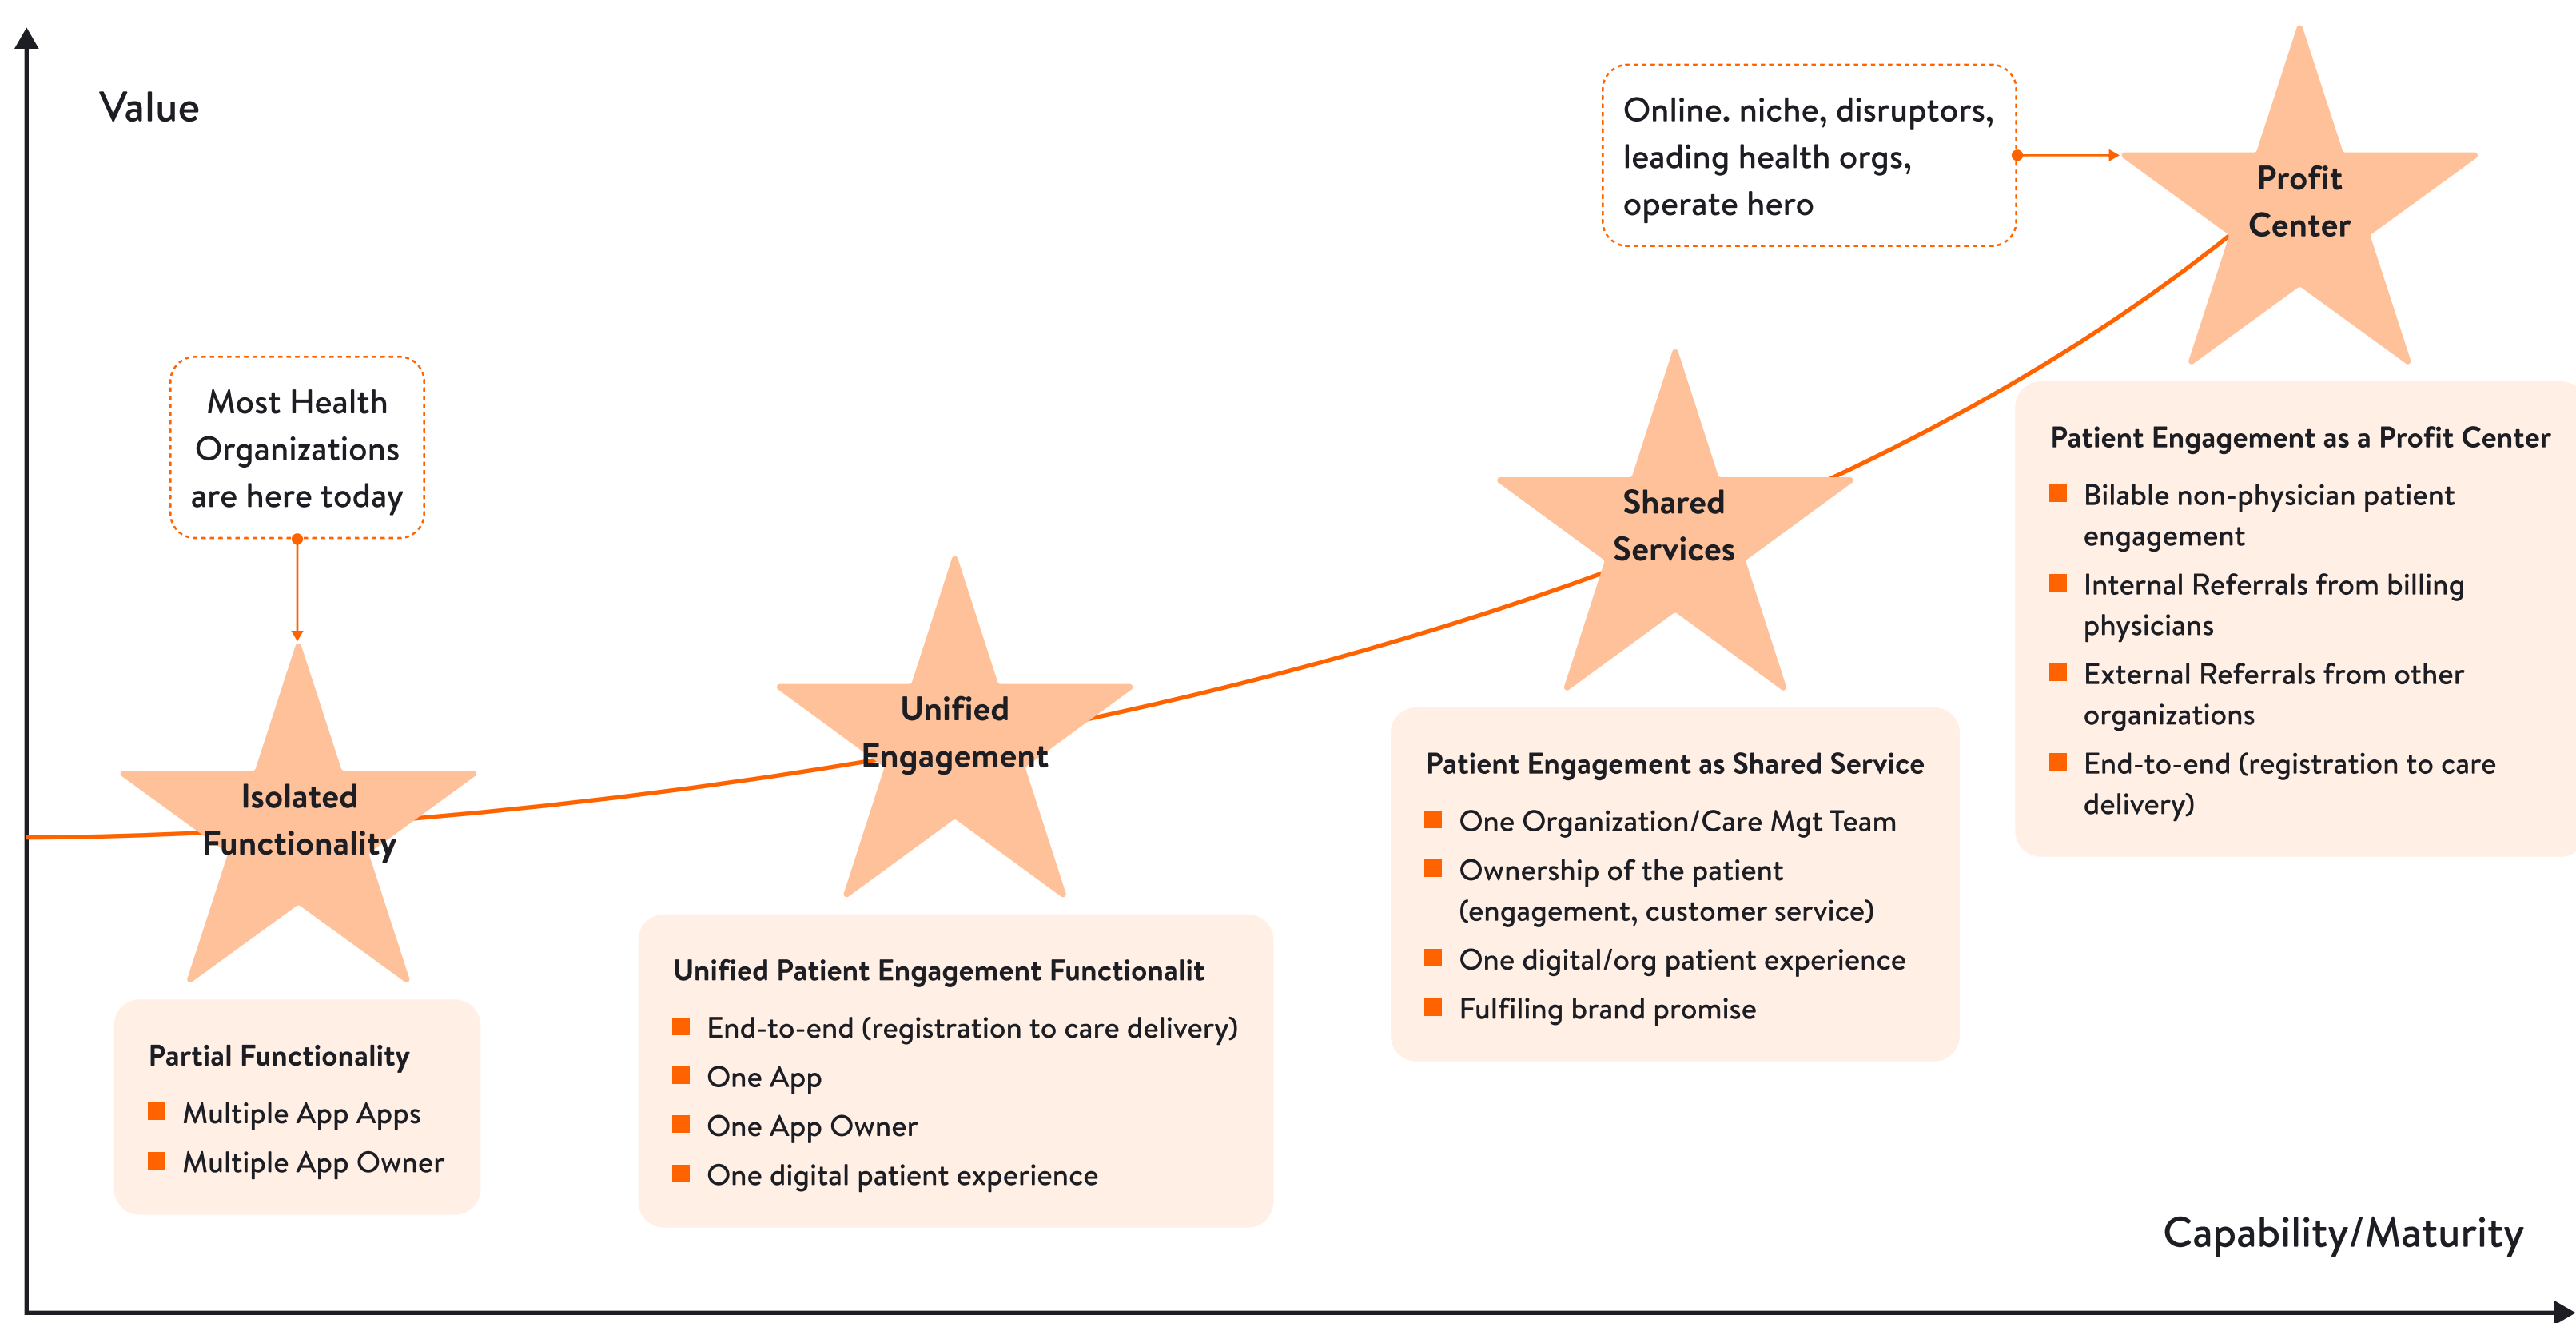 Value
Most Health
Organizations
are here today
Isolated
Functionality
Partial Functionality
Multiple App Apps
Multiple App Owner
Unified
Engagement
Unified Patient Engagement Functionalit
End-to-end (registration to care delivery)
One App
One App Owner
One digital patient experience
Shared
Services
Patient Engagement as Shared Service
One Organization/Care Mgt Team
Ownership of the patient
(engagement, customer service)
One digital/org patient experience
Fulfiling brand promise
Online. niche, disruptors,
leading health orgs,
operate hero
Profit
Center
Patient Engagement as a Profit Center
Bilable non-physician patient
engagement
Internal Referrals from billing
physicians
External Referrals from other
organizations
End-to-end (registration to care
delivery)
Capability/Maturity